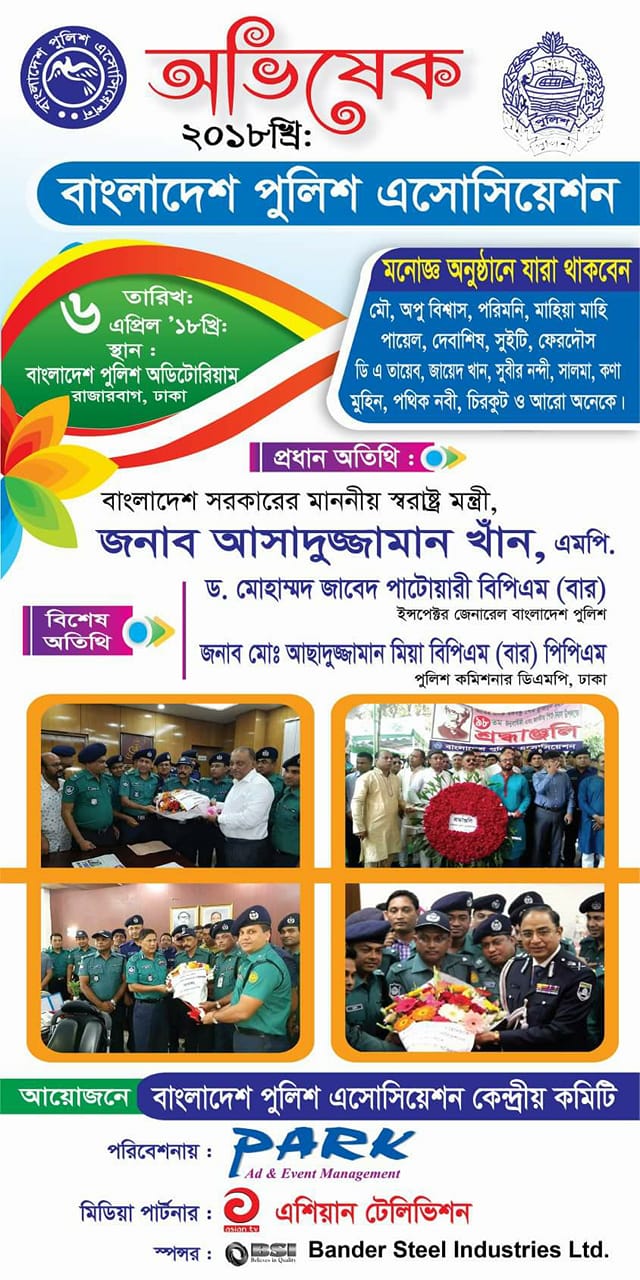 বাংলাদেশ পুলিশ এসোসিয়েশন
অভিষেক
২০১৮খ্রি:
পুলিশ
বাংলাদেশ পুলিশ এসোসিয়েশন
তারিখ:
৬ এপ্রিল '১৮খ্রি:
স্থান :
বাংলাদেশ পুলিশ অডিটোরিয়াম
রাজারবাগ, ঢাকা
মনোজ্ঞ অনুষ্ঠানে যারা থাকবেন
মৌ, অপু বিশ্বাস, পরিমনি, মাহিয়া মাহি
পায়েল, দেবাশিষ, সুইটি, ফেরদৌস
ডি এ তায়েব, জায়েদ খান, সুবীর নন্দী, সালমা, কণা
মুহিন, পথিক নবী, চিরকুট ও আরো অনেকে।
প্রধান অতিথি :
বাংলাদেশ সরকারের মাননীয় স্বরাষ্ট্র মন্ত্রী,
জনাব আসাদুজ্জামান খাঁন, এমপি.
বিশেষ
অতিথি
ড. মোহাম্মদ জাবেদ পাটোয়ারী বিপিএম (বার)
ইন্সপেক্টর জেনারেল বাংলাদেশ পুলিশ
জনাব মোঃ আছাদুজ্জামান মিয়া বিপিএম (বার) পিপিএম
পুলিশ কমিশনার ডিএমপি, ঢাকা
১৮ তম
শ্রদ্ধাঞ্জলি
বাংলাদেশ পুলিশ এসোসিয়েশন
শ্রদ্ধাঞ্জলি
আয়োজনে বাংলাদেশ পুলিশ এসোসিয়েশন কেন্দ্রীয় কমিটি
পরিবেশনায় : PARK
Ad & Event Management
মিডিয়া পার্টনার : asian tv এশিয়ান টেলিভিশন
স্পন্সর : BSI Believes in Quality Bander Steel Industries Ltd.